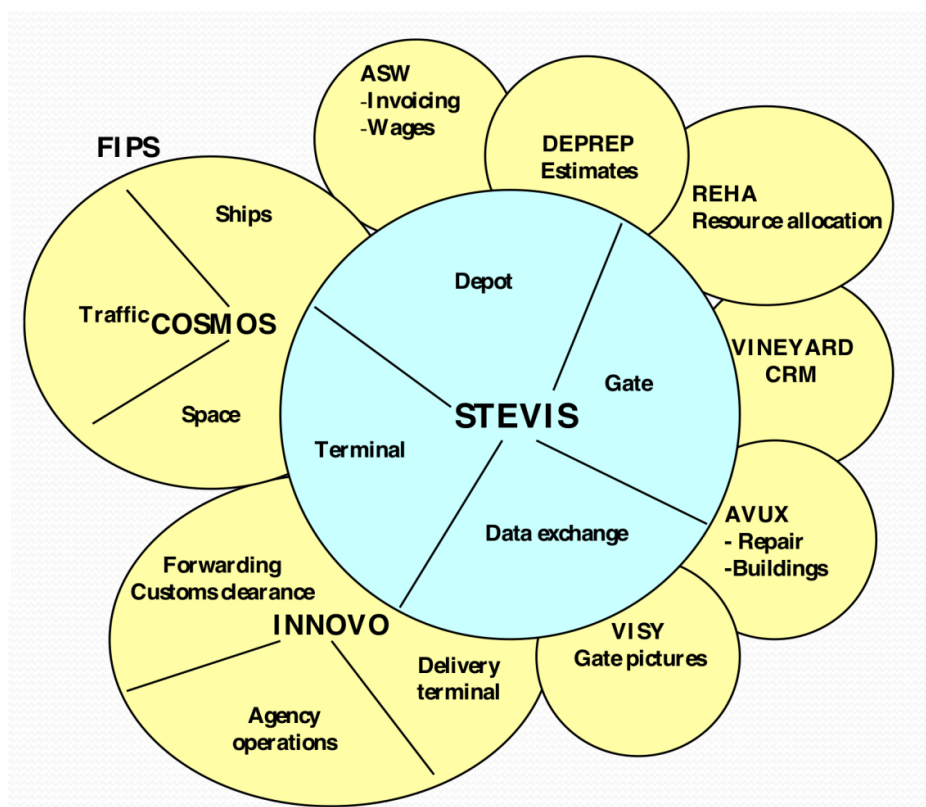 ASW
-Invoicing
-Wages
DEPREP
Estimates
REHA
Resource allocation
FIPS
Ships
Traffic
COSMOS
Space
Depot
Gate
STEVIS
Terminal
Data exchange
VINEYARD
CRM
AVUX
- Repair
-Buildings
VISY
Gate pictures
Forwarding
Customs clearance
INNOVO
Delivery
terminal
Agency
operations